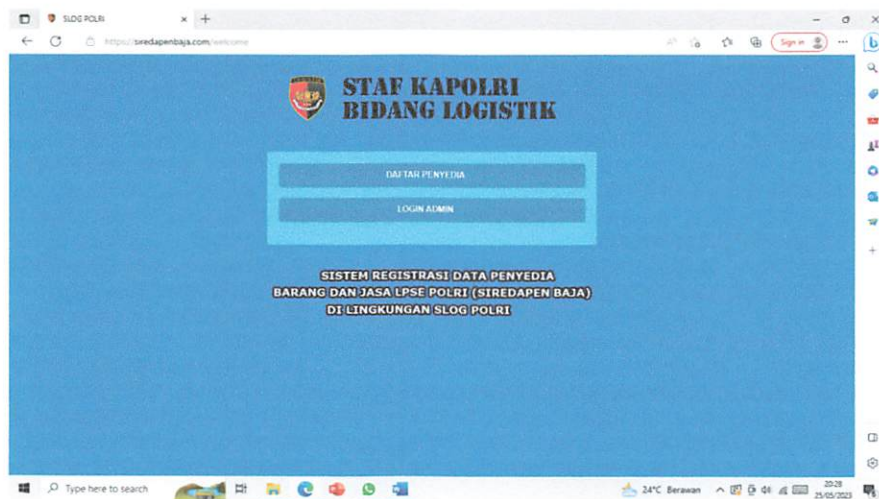 SLOG POLRI
https://siredapenbaja.com/welcome
Sign in
STAF KAPOLRI
BIDANG LOGISTIK
DAFTAR PENYEDIA
LOGIN ADMIN
SISTEM REGISTRASI DATA PENYEDIA
BARANG DAN JASA LPSE POLRI (SIREDAPEN BAJA)
DI LINGKUNGAN SLOG POLRI
Type here to search
24°C Berawan
20:28
25/05/2023